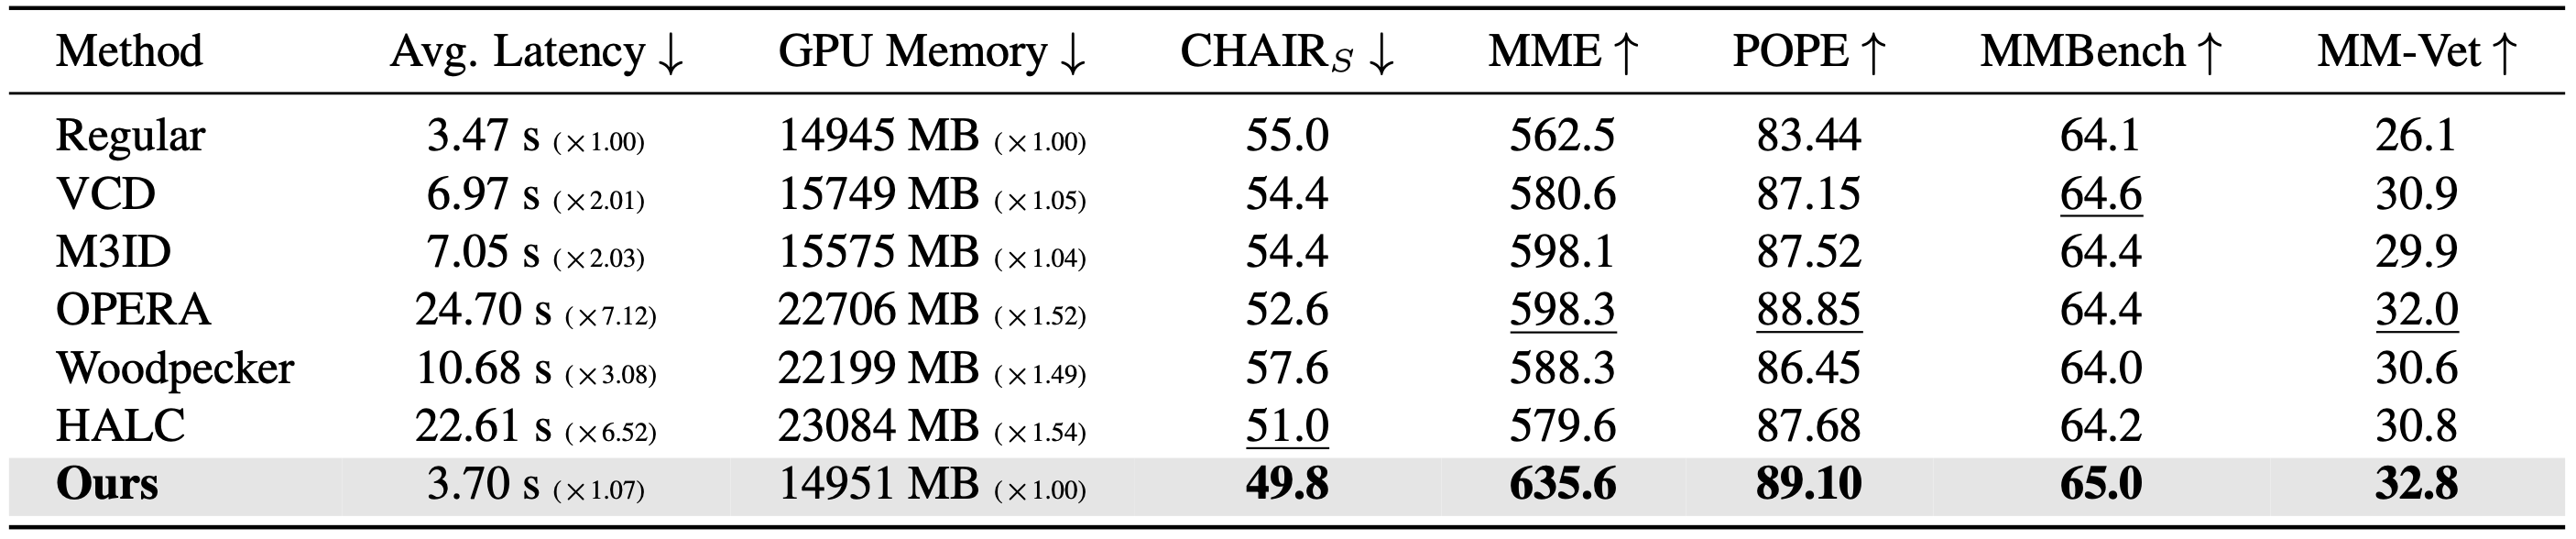 Method Avg. Latency ↓ GPU Memory ↓ CHAIR_S ↓ MME ↑ POPE ↑ MMBench ↑ MM-Vet ↑
Regular 3.47 s (×1.00) 14945 MB (×1.00) 55.0 562.5 83.44 64.1 26.1
VCD 6.97 s (×2.01) 15749 MB (×1.05) 54.4 580.6 87.15 64.6 30.9
M3ID 7.05 s (×2.03) 15575 MB (×1.04) 54.4 598.1 87.52 64.4 29.9
OPERA 24.70 s (×7.12) 22706 MB (×1.52) 52.6 598.3 88.85 64.4 32.0
Woodpecker 10.68 s (×3.08) 22199 MB (×1.49) 57.6 588.3 86.45 64.0 30.6
HALC 22.61 s (×6.52) 23084 MB (×1.54) 51.0 579.6 87.68 64.2 30.8
Ours 3.70 s (×1.07) 14951 MB (×1.00) 49.8 635.6 89.10 65.0 32.8